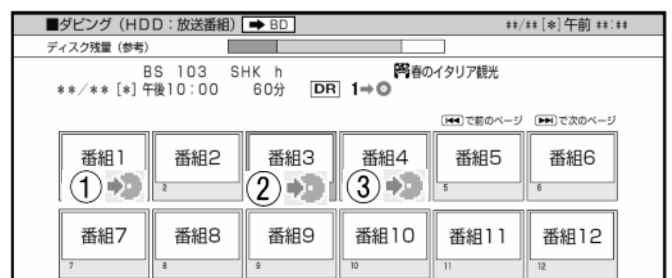 ■ダビング（HDD：放送番組）➡BD **/**[*]午前 **:**
ディスク残量（参考）
BS 103 SHK h 春のイタリア観光
**/**[*]午後10:00 60分 DR 1➡
⏮で前のページ ⏭で次のページ
番組1 番組2 番組3 番組4 番組5 番組6
① ② ③
2 5 6
番組7 番組8 番組9 番組10 番組11 番組12
7 8 9 10 11 12